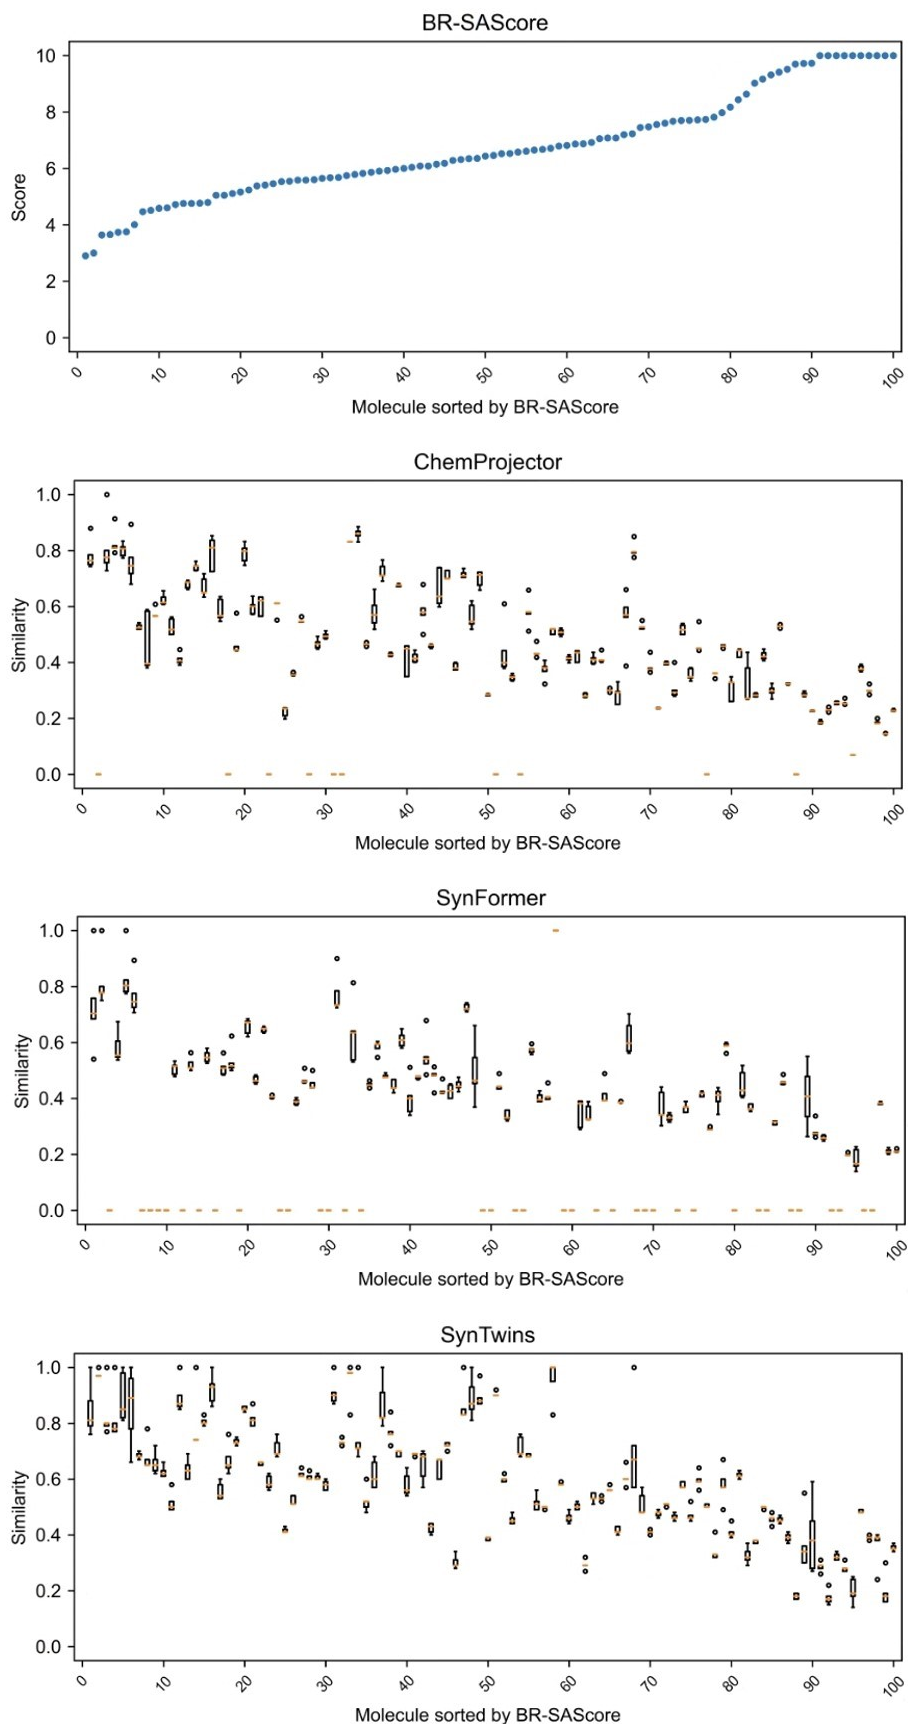 BR-SAScore
10
8
6
4
2
0
Score
0 10 20 30 40 50 60 70 80 90 100
Molecule sorted by BR-SAScore
ChemProjector
1.0
0.8
0.6
0.4
0.2
0.0
Similarity
0 10 20 30 40 50 60 70 80 90 100
Molecule sorted by BR-SAScore
SynFormer
1.0
0.8
0.6
0.4
0.2
0.0
Similarity
0 10 20 30 40 50 60 70 80 90 100
Molecule sorted by BR-SAScore
SynTwins
1.0
0.8
0.6
0.4
0.2
0.0
Similarity
0 10 20 30 40 50 60 70 80 90 100
Molecule sorted by BR-SAScore